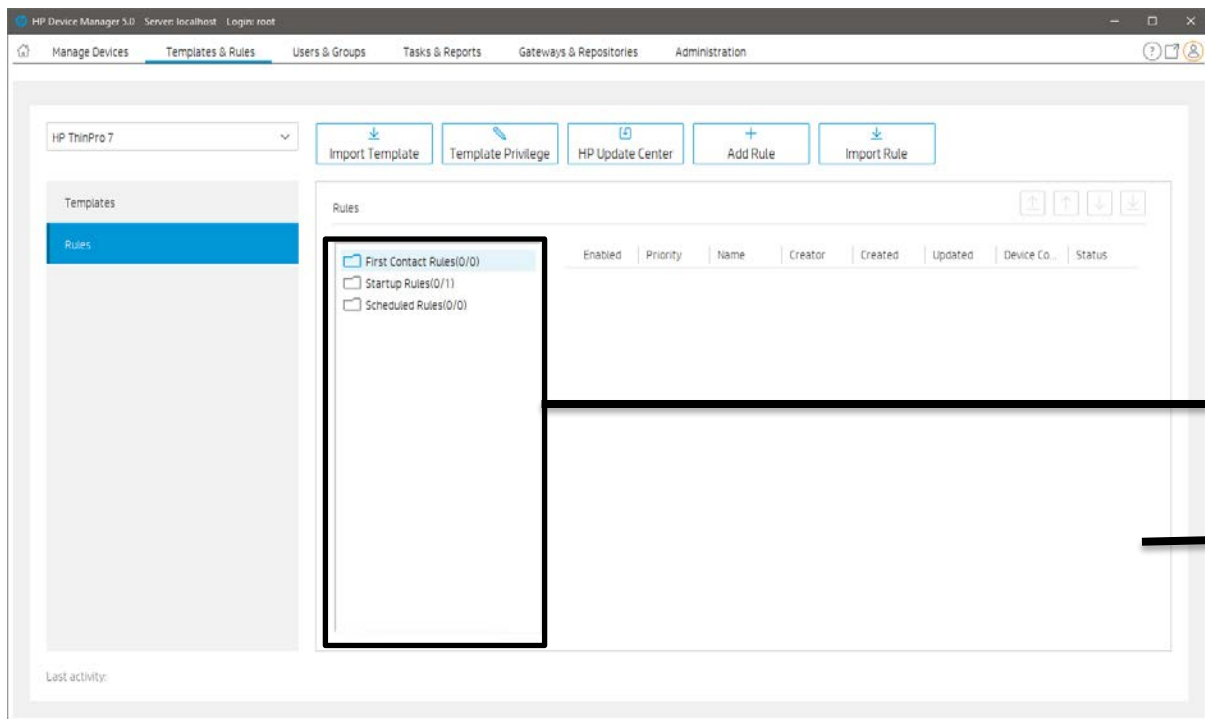 HP Device Manager 5.0 Server: localhost Login: root
Manage Devices Templates & Rules Users & Groups Tasks & Reports Gateways & Repositories Administration
HP ThinPro 7
Import Template Template Privilege HP Update Center Add Rule Import Rule
Templates
Rules
Rules
Enabled Priority Name Creator Created Updated Device Co... Status
First Contact Rules(0/0)
Startup Rules(0/1)
Scheduled Rules(0/0)
Last activity: